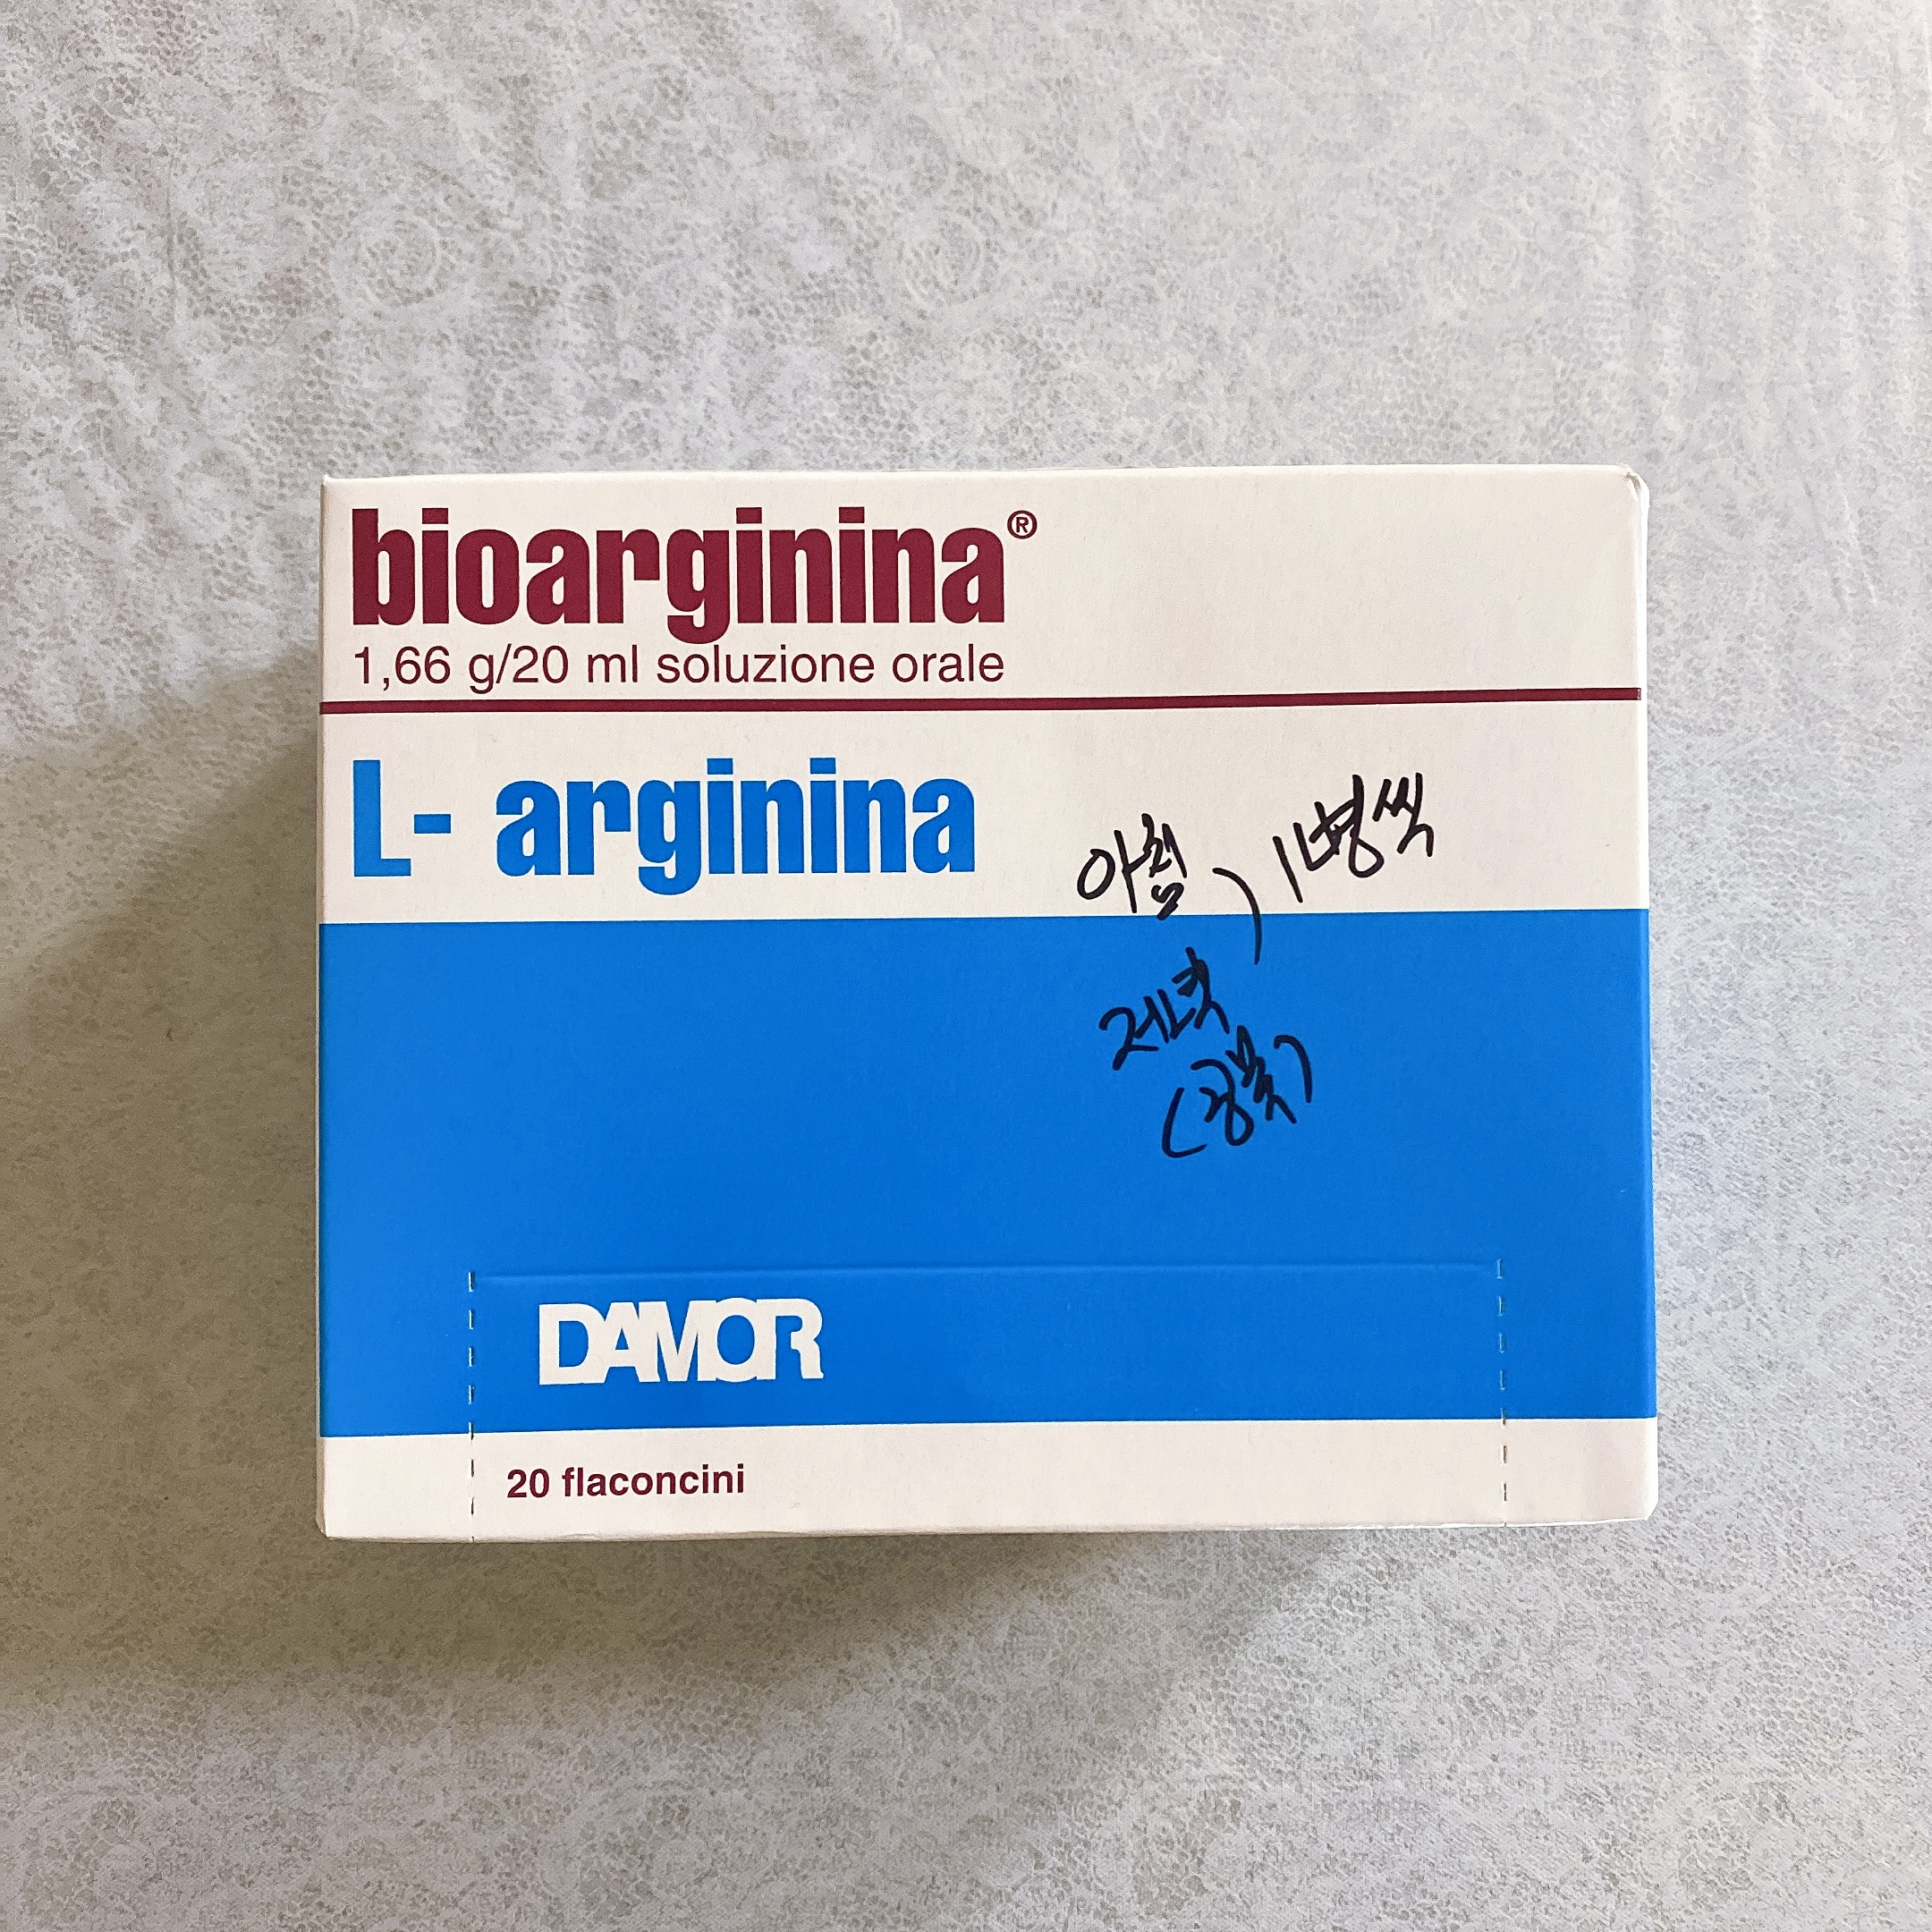 bioarginina®
1,66 g/20 ml soluzione orale
L- arginina
아침, 1병씩
저녁
(공복)
DAMOR
20 flaconcini